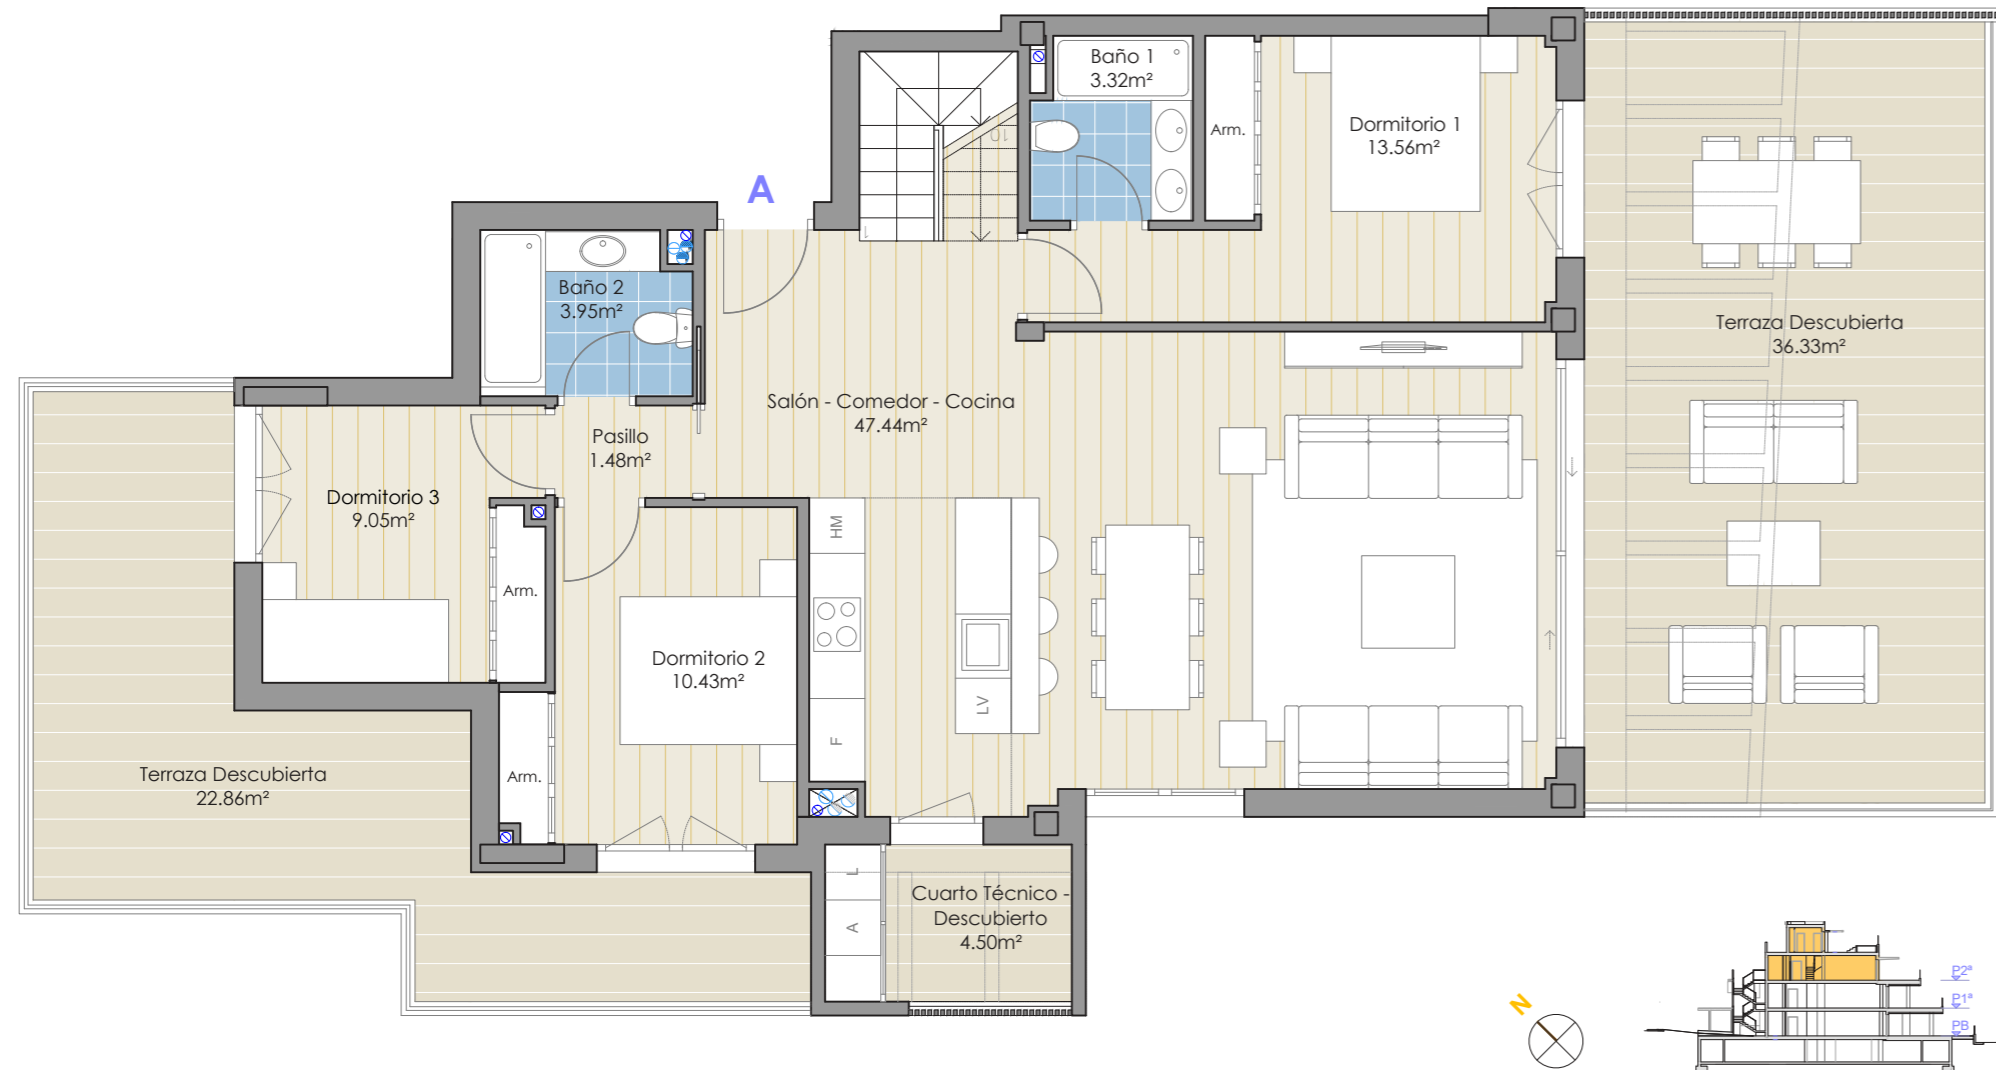 Baño 1
3.32m²
Arm.
Dormitorio 1
13.56m²
10
A
1
Baño 2
3.95m²
Terraza Descubierta
36.33m²
Salón - Comedor - Cocina
47.44m²
Pasillo
1.48m²
Dormitorio 3
9.05m²
HM
Arm.
Dormitorio 2
10.43m²
LV
F
Terraza Descubierta
22.86m²
Arm.
L
A
Cuarto Técnico -
Descubierto
4.50m²
N
P2ª
P1ª
PB